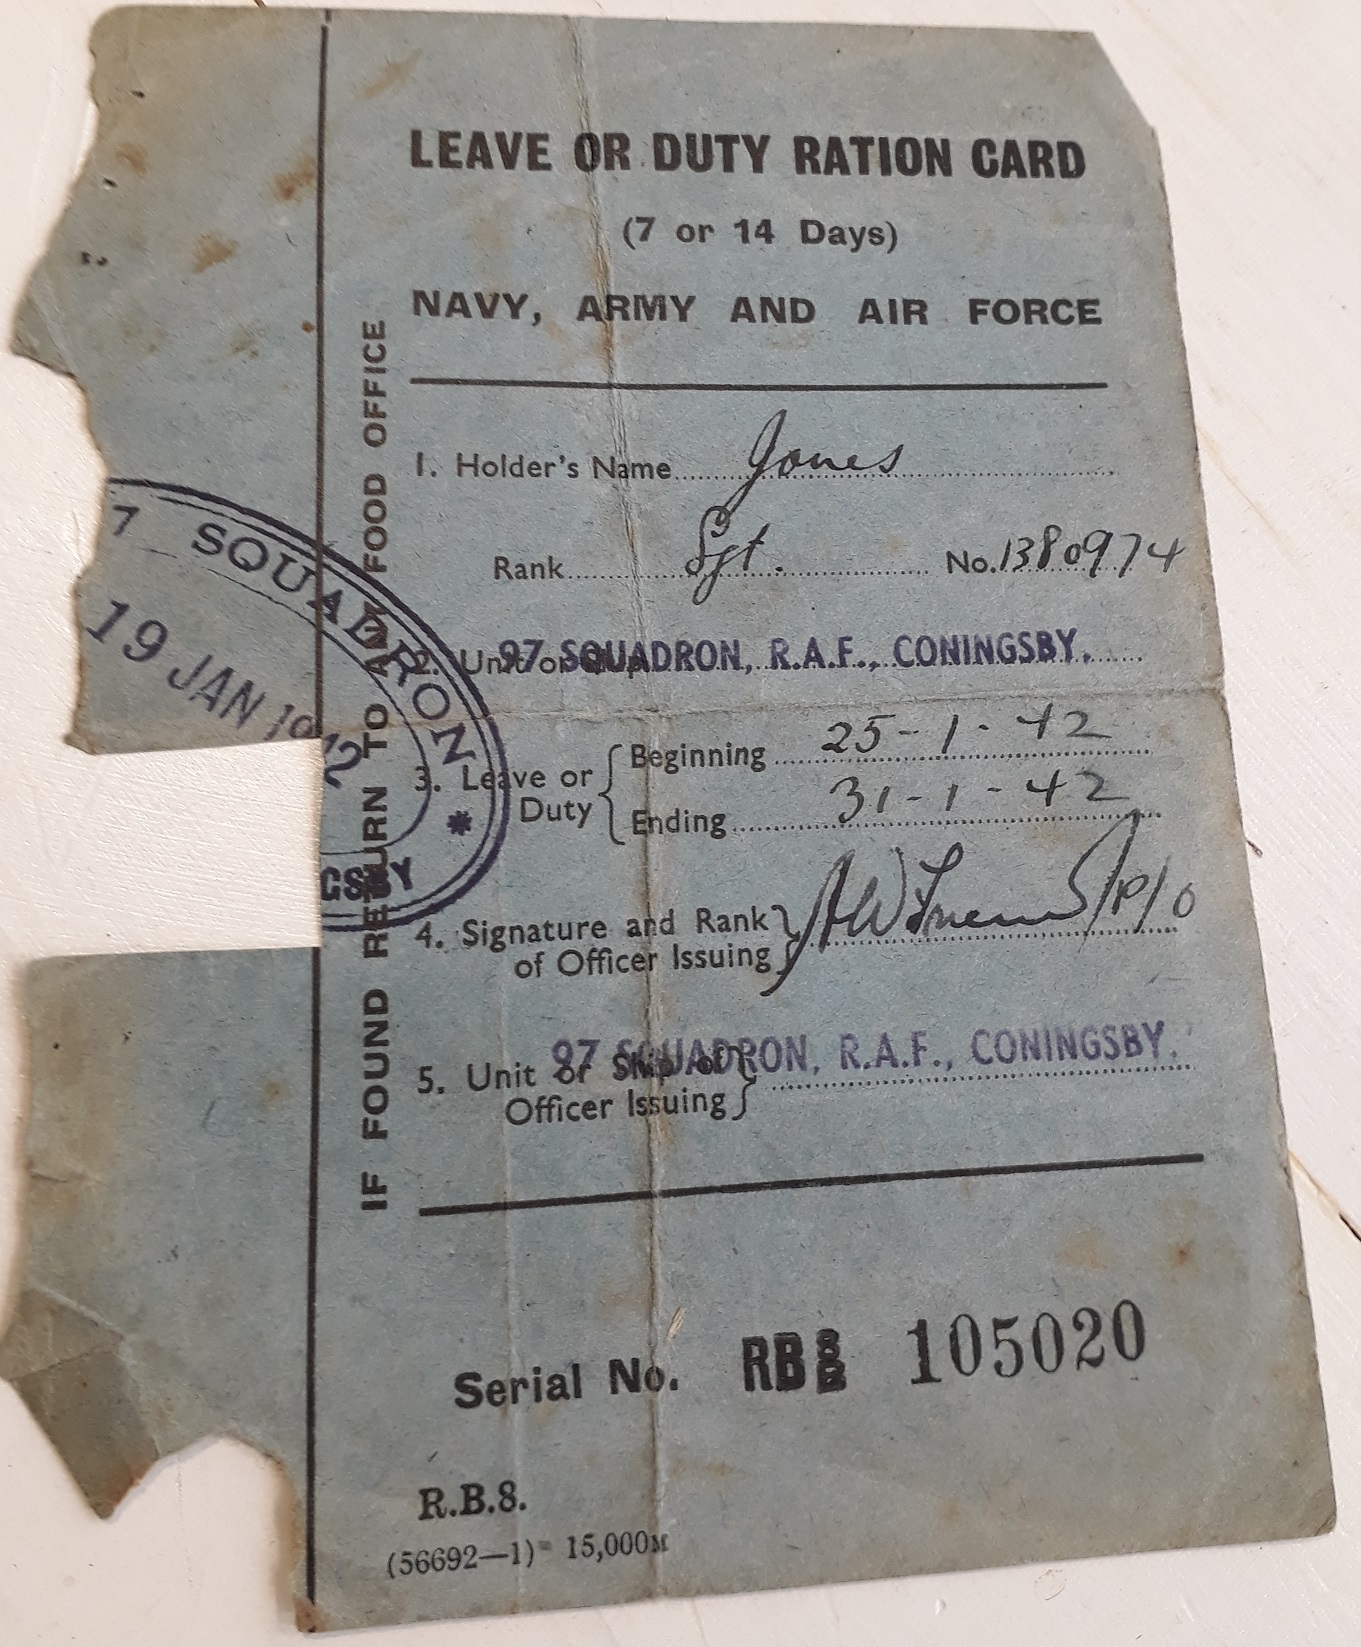 LEAVE OR DUTY RATION CARD
(7 or 14 Days)
NAVY, ARMY AND AIR FORCE
IF FOUND RETURN TO ANY FOOD OFFICE
1. Holder's Name Jones
Rank Sgt. No. 1380974
2. Unit or 97 SQUADRON, R.A.F., CONINGSBY.
7 SQUADRON
19 JAN 1942
GSBY
3. Leave or Duty { Beginning 25-1-42
Ending 31-1-42
4. Signature and Rank
of Officer Issuing P/O
97 SQUADRON, R.A.F., CONINGSBY.
5. Unit or Ship of
Officer Issuing
Serial No. RB8 105020
R.B.8.
(56692—1) 15,000M